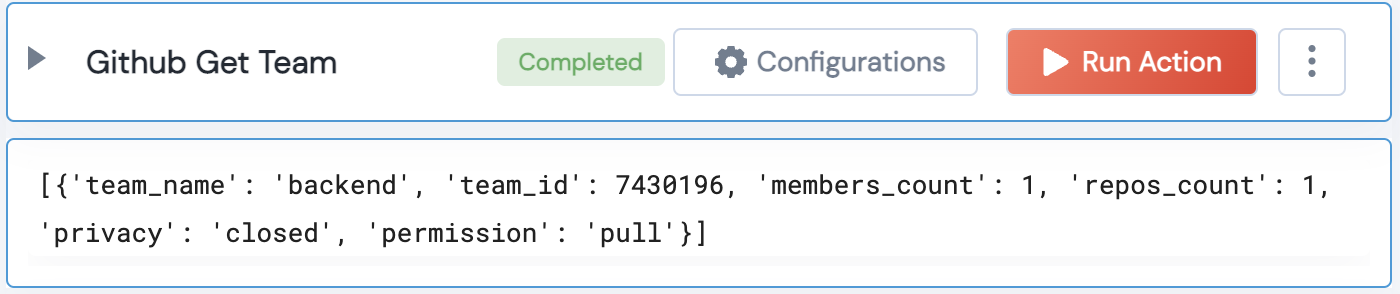 Github Get Team
Completed
Configurations
Run Action
[{'team_name': 'backend', 'team_id': 7430196, 'members_count': 1, 'repos_count': 1,
'privacy': 'closed', 'permission': 'pull'}]